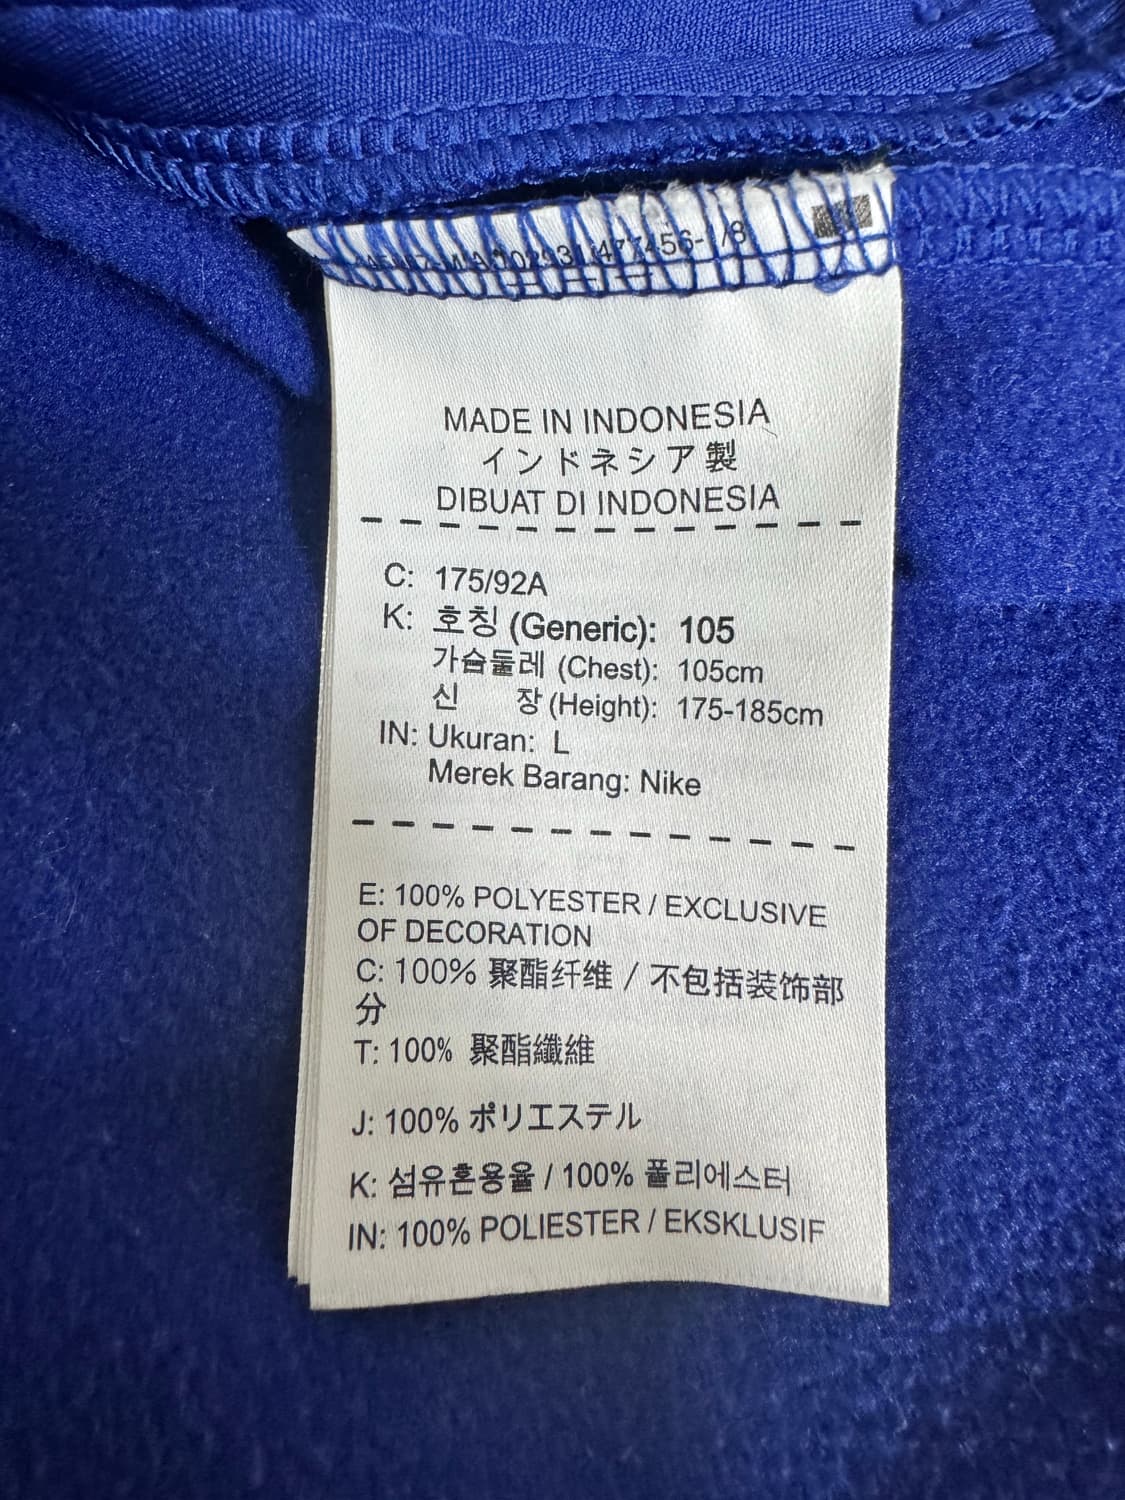 MADE IN INDONESIA
インドネシア製
DIBUAT DI INDONESIA
C: 175/92A
K: 호칭 (Generic): 105
가슴둘레 (Chest): 105cm
신 장 (Height): 175-185cm
IN: Ukuran: L
Merek Barang: Nike
E: 100% POLYESTER / EXCLUSIVE
OF DECORATION
C: 100% 聚酯纤维 / 不包括装饰部
分
T: 100% 聚酯纖維
J: 100% ポリエステル
K: 섬유혼용율 / 100% 폴리에스터
IN: 100% POLIESTER / EKSKLUSIF